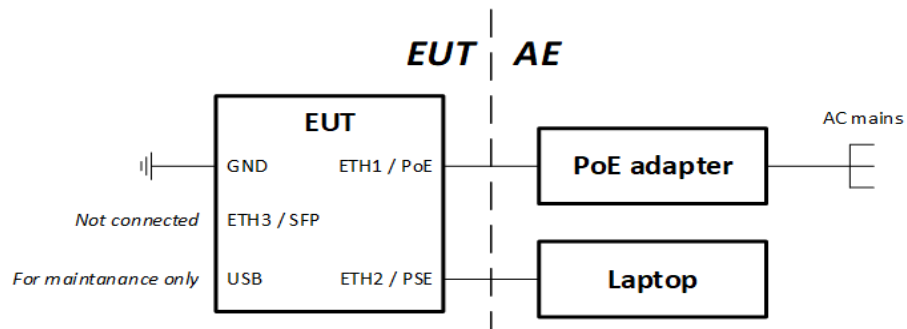 EUT AE
EUT
AC mains
GND ETH1 / PoE
PoE adapter
Not connected ETH3 / SFP
For maintanance only USB ETH2 / PSE
Laptop